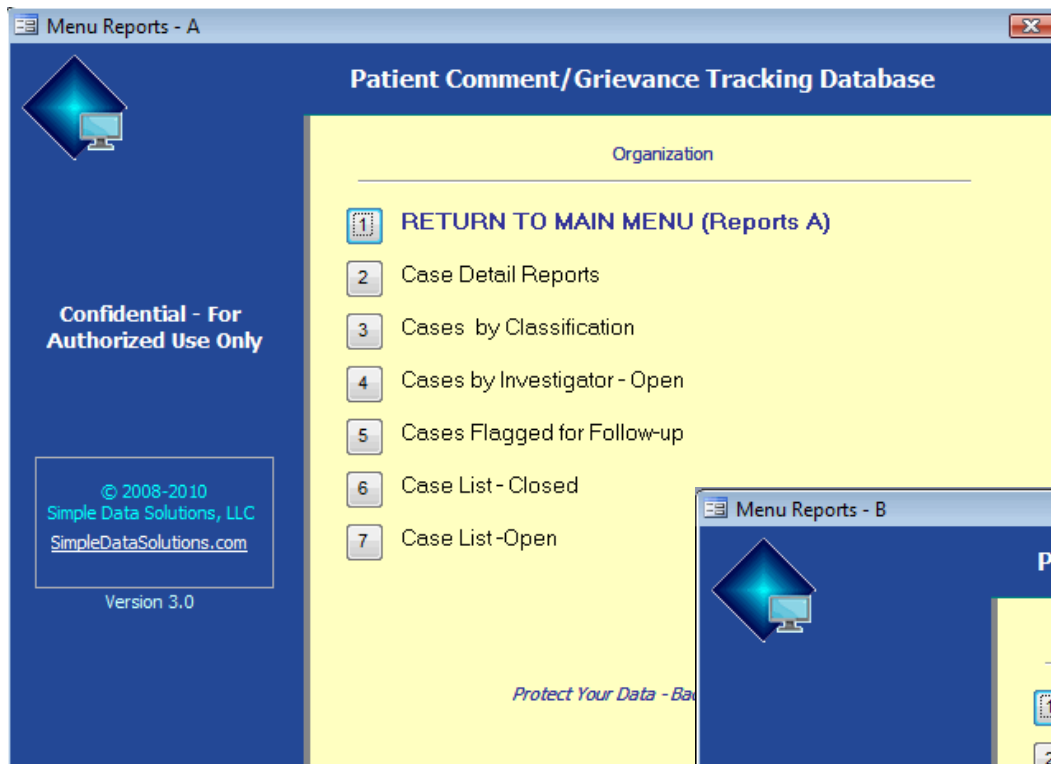 Menu Reports - A
Patient Comment/Grievance Tracking Database
Organization
1 RETURN TO MAIN MENU (Reports A)
2 Case Detail Reports
3 Cases by Classification
4 Cases by Investigator - Open
5 Cases Flagged for Follow-up
6 Case List - Closed
7 Case List -Open
Confidential - For
Authorized Use Only
© 2008-2010
Simple Data Solutions, LLC
SimpleDataSolutions.com
Version 3.0
Protect Your Data -
Menu Reports - B
P
1
2